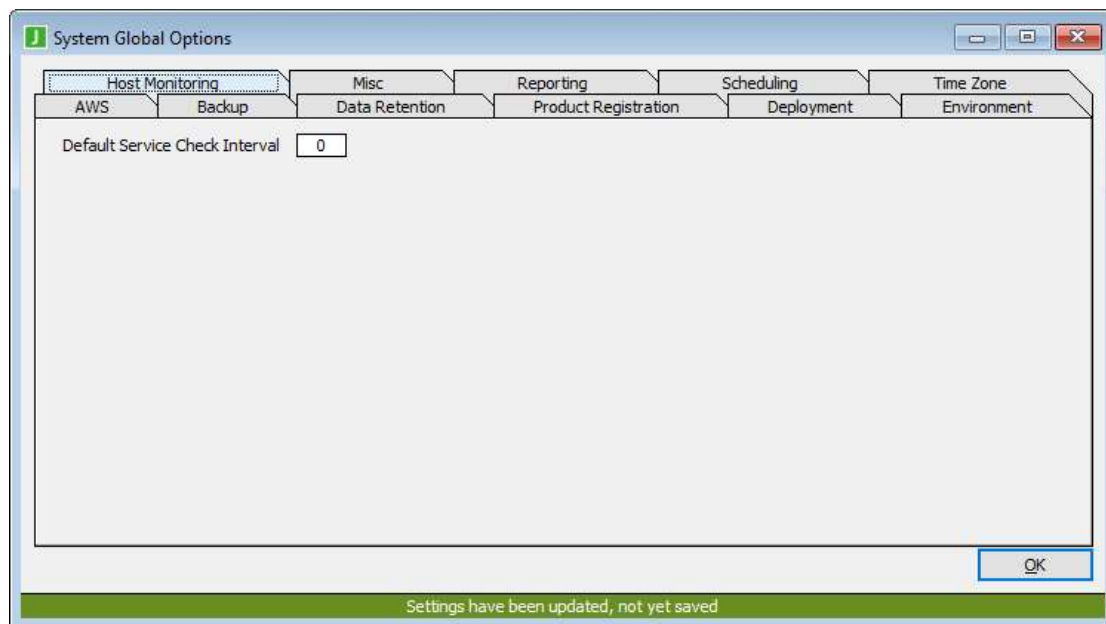 J System Global Options
Host Monitoring Misc Reporting Scheduling Time Zone
AWS Backup Data Retention Product Registration Deployment Environment
Default Service Check Interval 0
OK
Settings have been updated, not yet saved